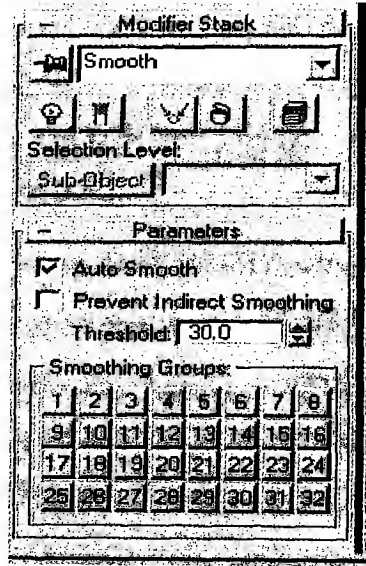 Modifier Stack
Smooth
Selection Level:
Sub-Object
Parameters
Auto Smooth
Prevent Indirect Smoothing
Threshold: 30,0
Smoothing Groups:
1 2 3 4 5 6 7 8
9 10 11 12 13 14 15 16
17 18 19 20 21 22 23 24
25 26 27 28 29 30 31 32